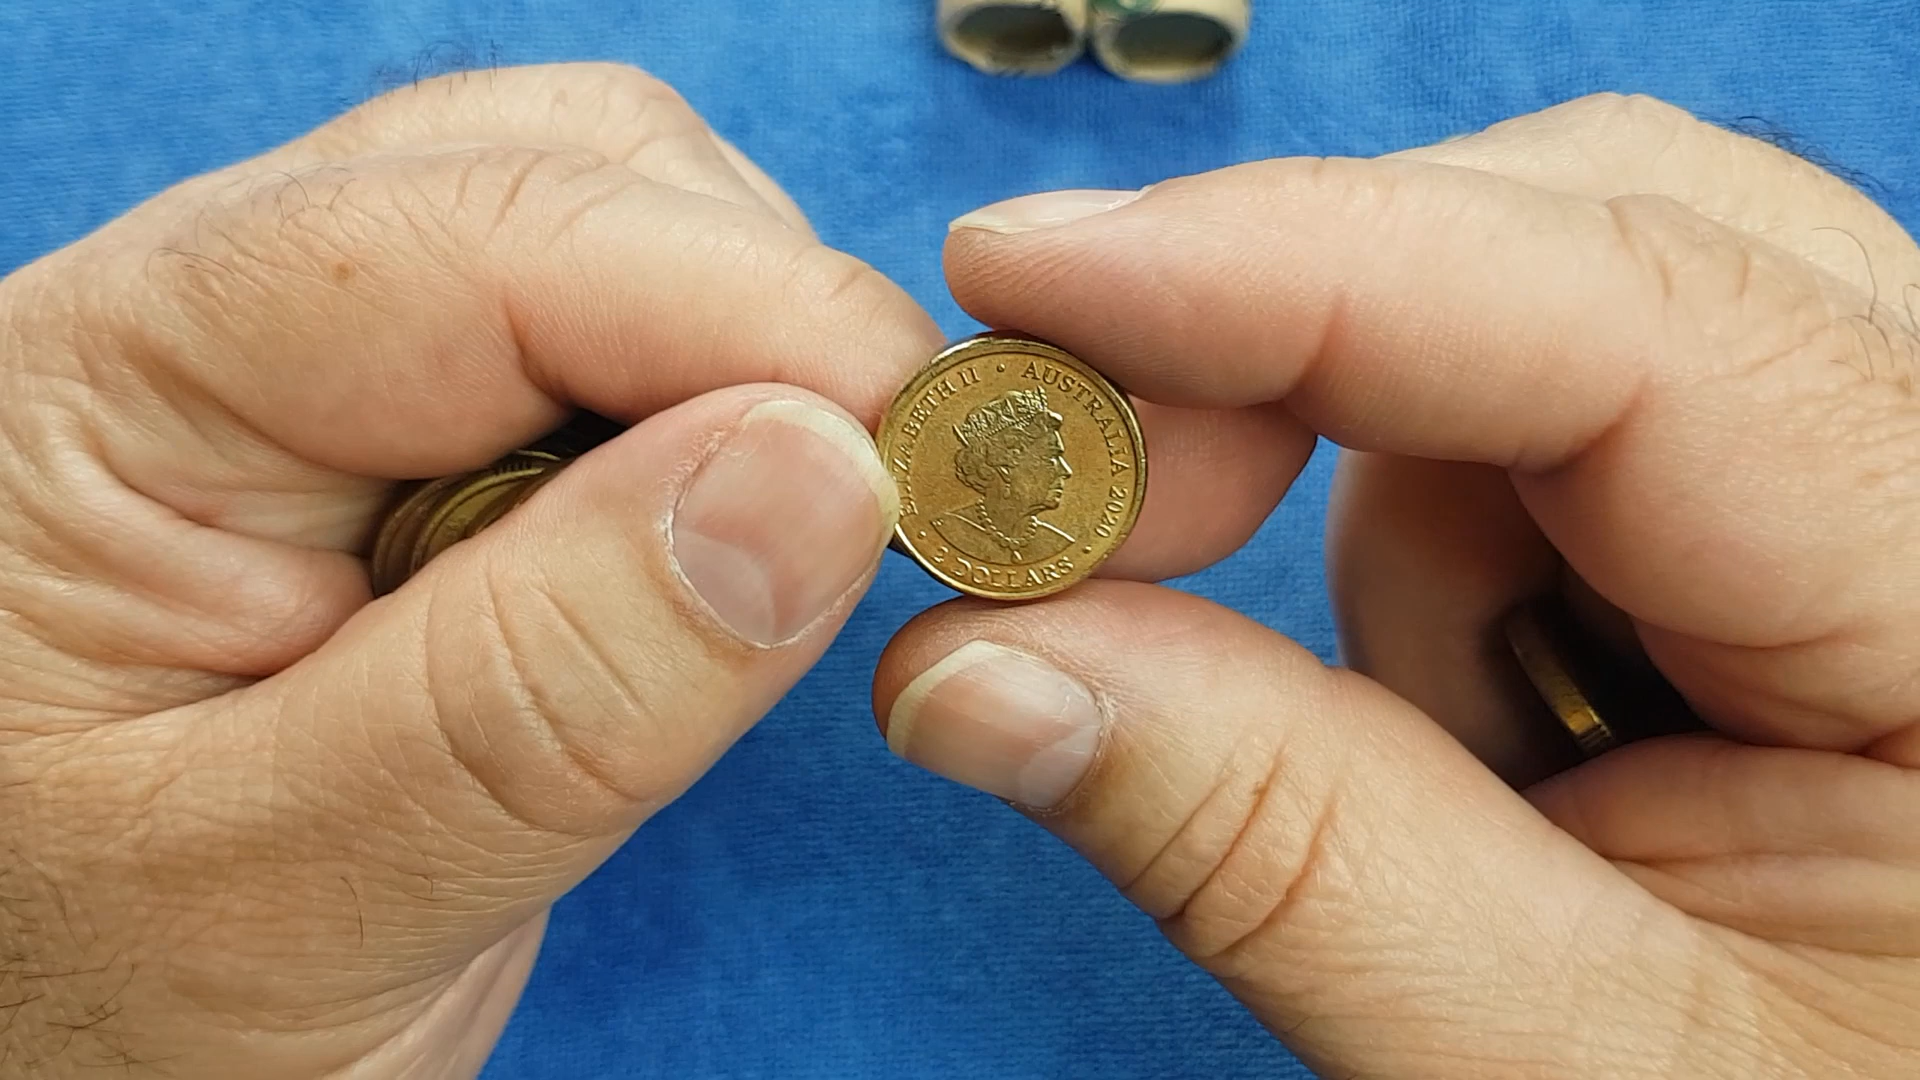 ELIZABETH II • AUSTRALIA 2020
• 2 DOLLARS •